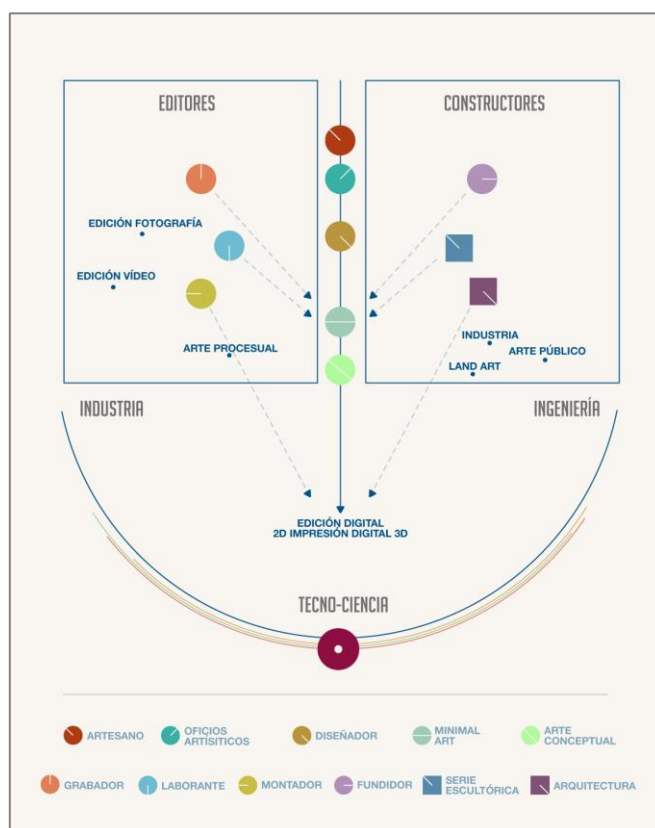 EDITORES
CONSTRUCTORES
EDICIÓN FOTOGRAFÍA
EDICIÓN VÍDEO
ARTE PROCESUAL
INDUSTRIA
ARTE PÚBLICO
LAND ART
INDUSTRIA
INGENIERÍA
EDICIÓN DIGITAL
2D IMPRESIÓN DIGITAL 3D
TECNO-CIENCIA
ARTESANO
OFICIOS
ARTÍSITICOS
DISEÑADOR
MINIMAL
ART
ARTE
CONCEPTUAL
GRABADOR
LABORANTE
MONTADOR
FUNDIDOR
SERIE
ESCULTÓRICA
ARQUITECTURA